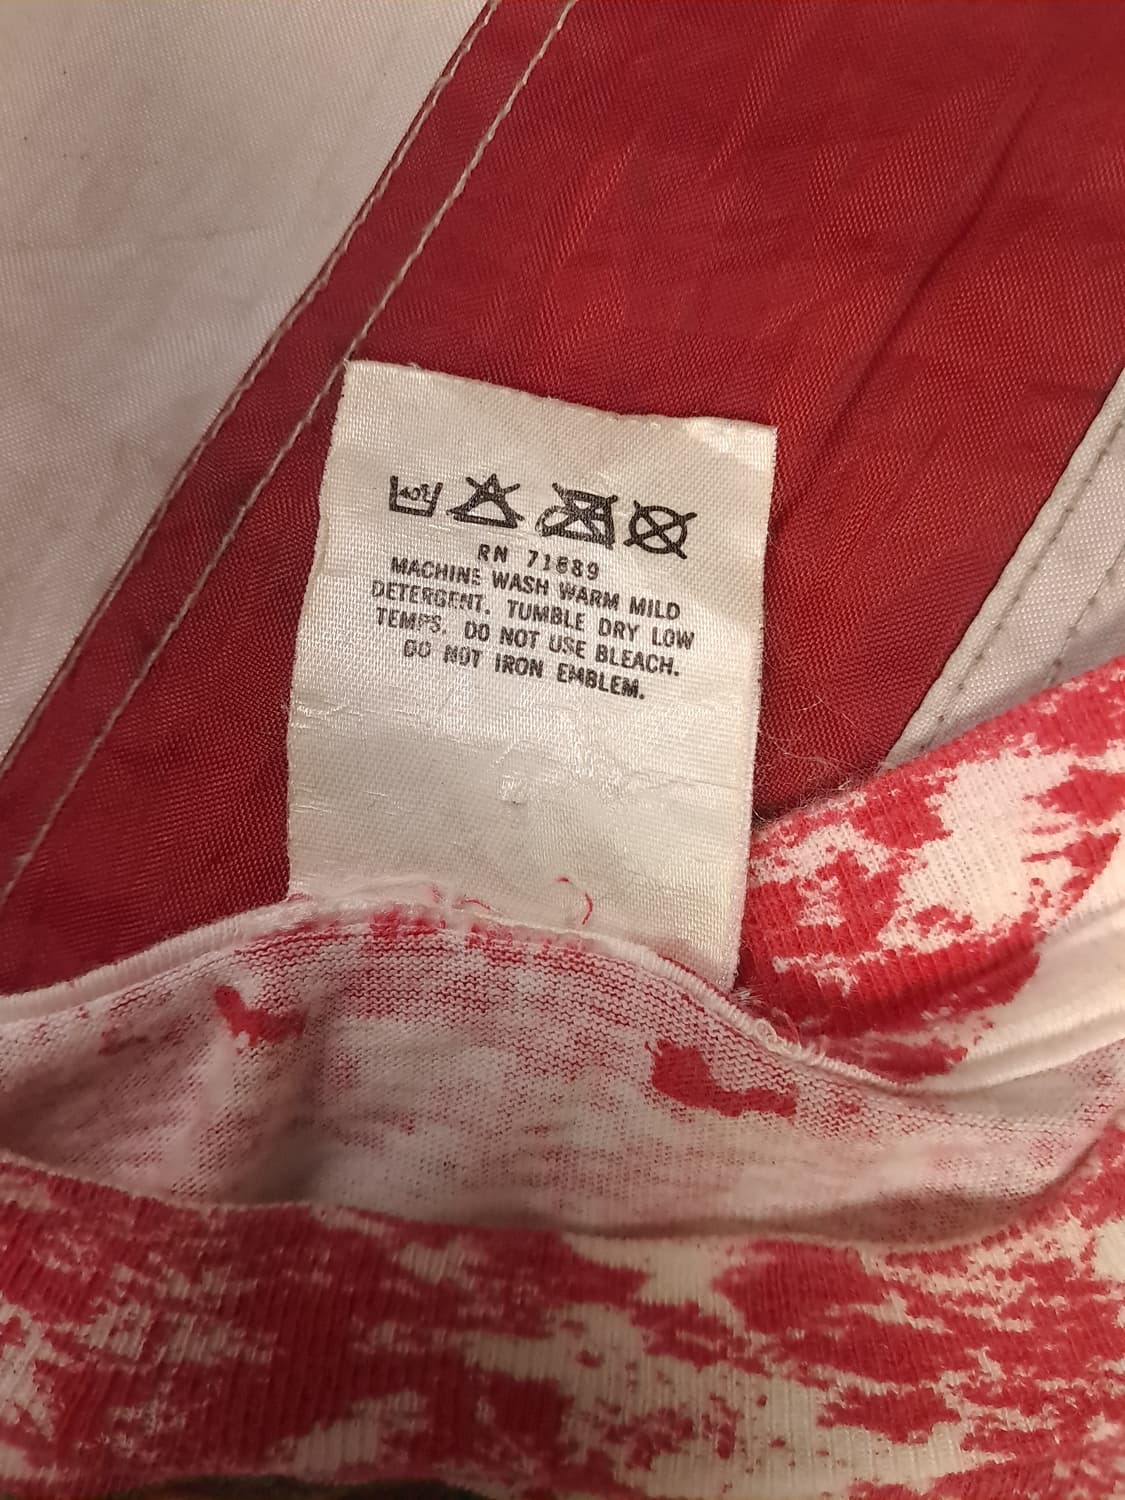 40°
RN 71689
MACHINE WASH WARM MILD
DETERGENT. TUMBLE DRY LOW
TEMPS. DO NOT USE BLEACH.
DO NOT IRON EMBLEM.